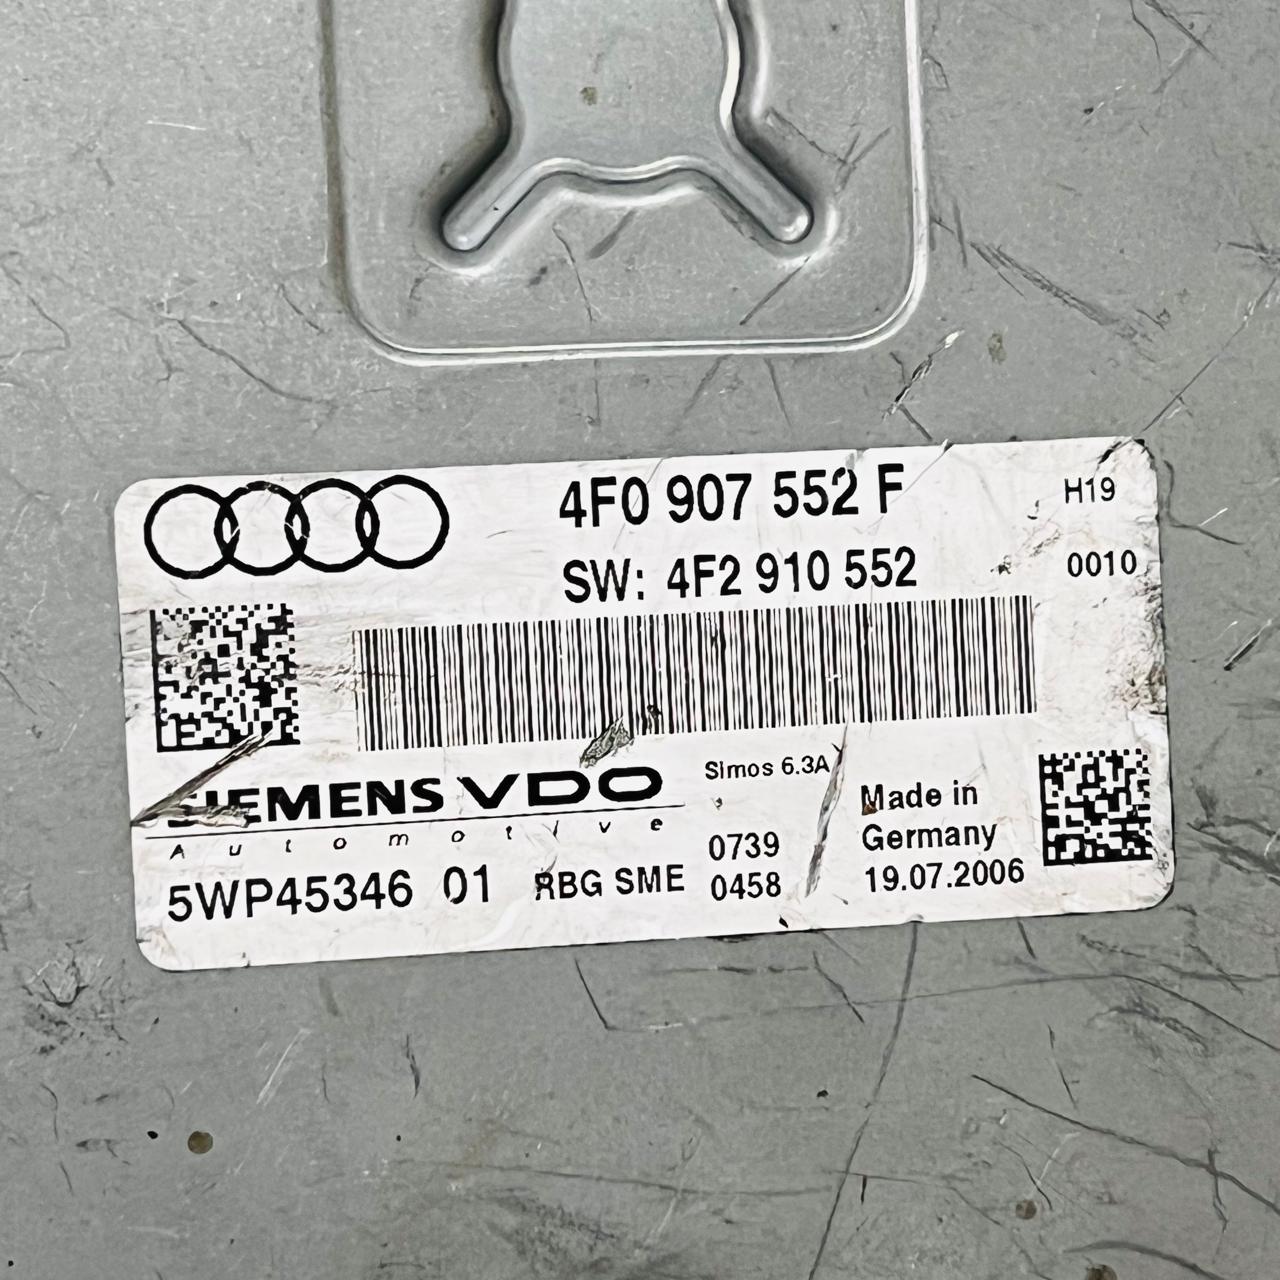 4F0 907 552 F
H19
SW: 4F2 910 552
0010
SIEMENS VDO
Automotive
Simos 6.3A
5WP45346 01
RBG SME
0739
0458
Made in
Germany
19.07.2006